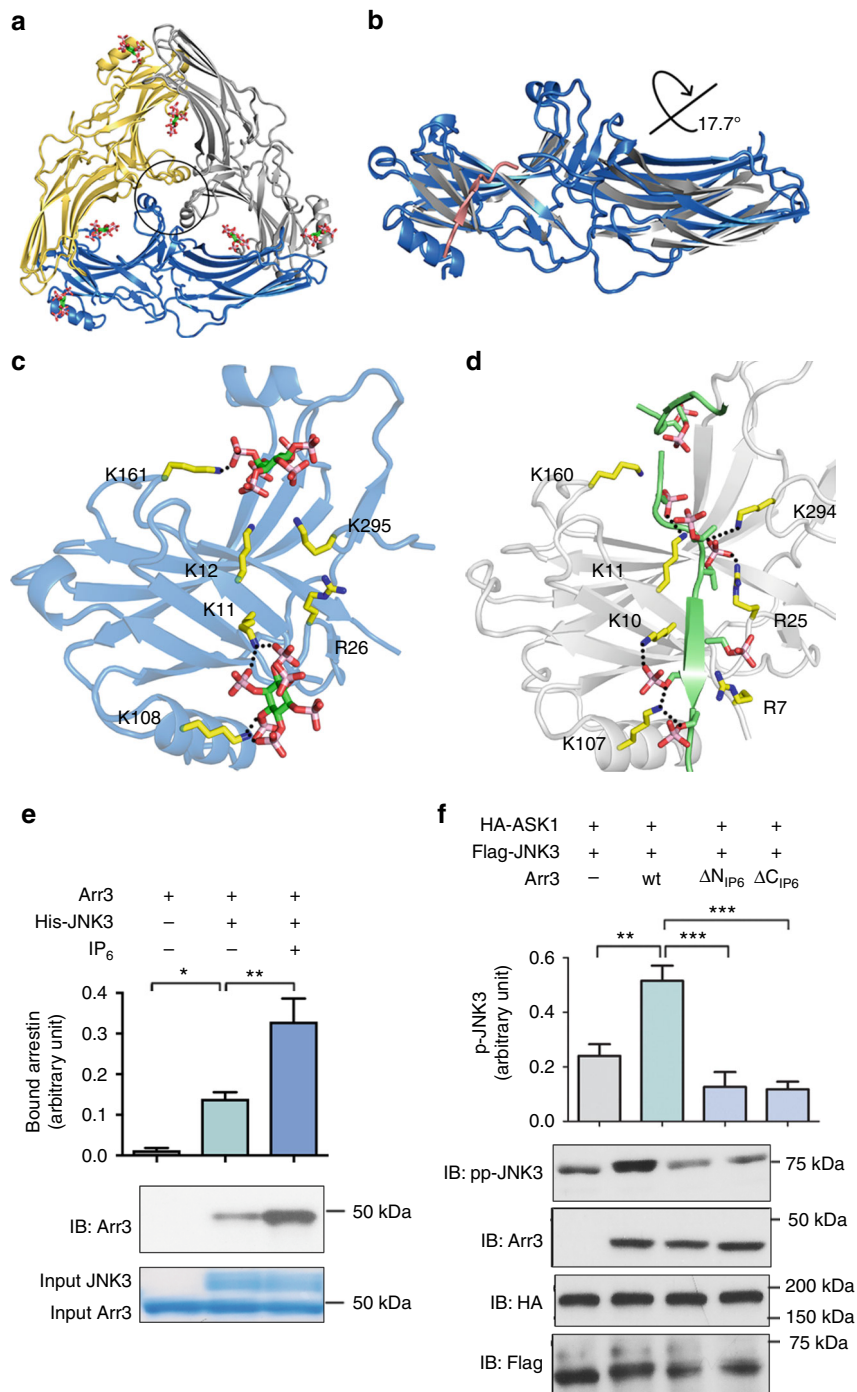 a
b
17.7°
c
K161
K295
K12
K11
R26
K108
d
K160
K294
K11
K10
R25
R7
K107
e
Arr3 + + +
His-JNK3 − + +
IP6 − − +
* **
Bound arrestin
(arbitrary unit)
0.4
0.3
0.2
0.1
0.0
IB: Arr3
50 kDa
Input JNK3
Input Arr3
50 kDa
f
HA-ASK1 + + + +
Flag-JNK3 + + + +
Arr3 − wt ΔNIP6 ΔCIP6
***
** ***
p-JNK3
(arbitrary unit)
0.6
0.4
0.2
0.0
IB: pp-JNK3
75 kDa
IB: Arr3
50 kDa
IB: HA
200 kDa
150 kDa
IB: Flag
75 kDa